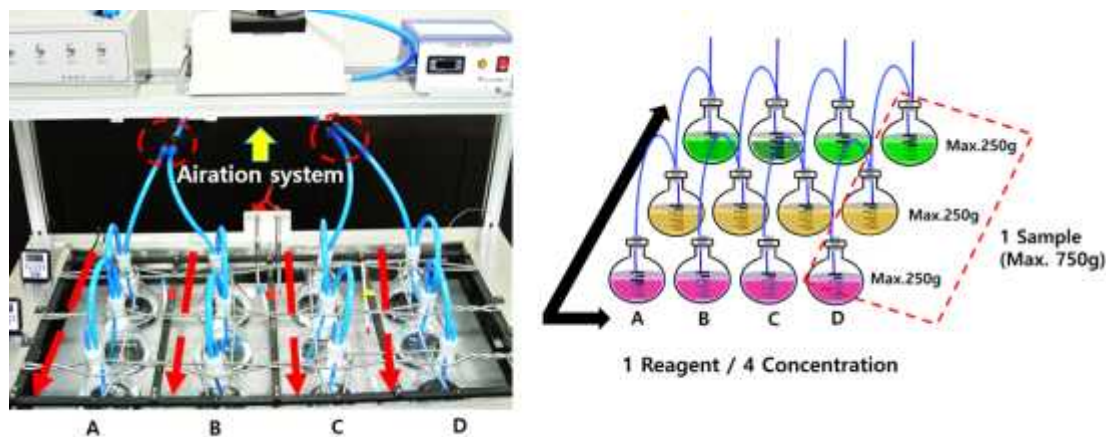 Airation system
A B C D
Max.250g
Max.250g
Max.250g
1 Sample
(Max. 750g)
A B C D
1 Reagent / 4 Concentration